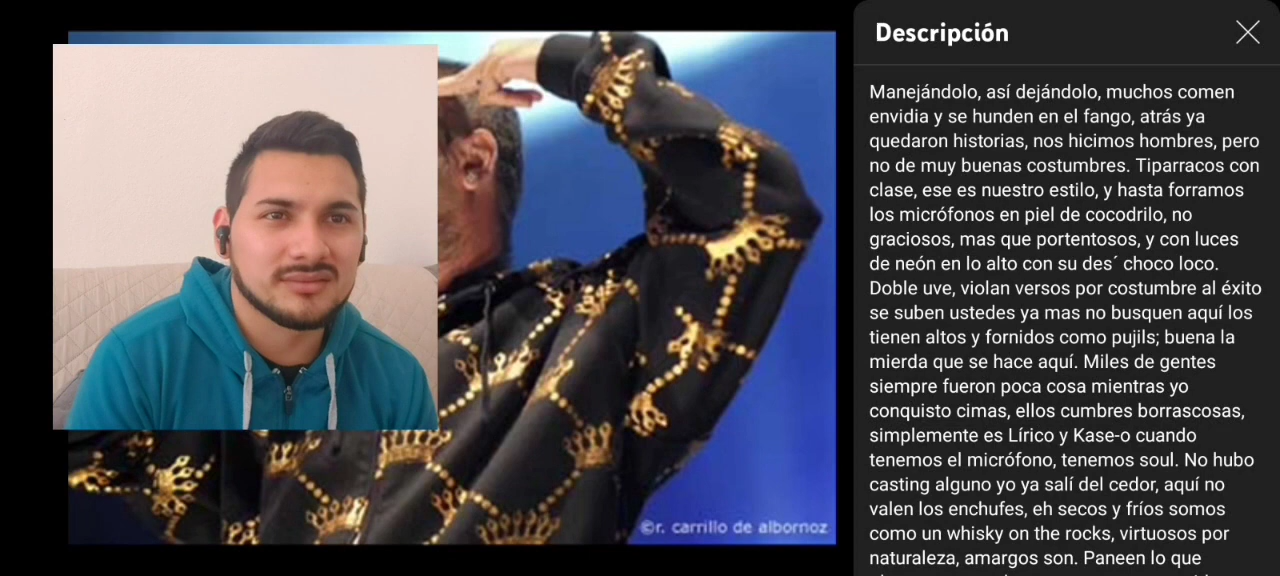 Descripción
Manejándolo, así dejándolo, muchos comen
envidia y se hunden en el fango, atrás ya
quedaron historias, nos hicimos hombres, pero
no de muy buenas costumbres. Tiparracos con
clase, ese es nuestro estilo, y hasta forramos
los micrófonos en piel de cocodrilo, no
graciosos, mas que portentosos, y con luces
de neón en lo alto con su des´ choco loco.
Doble uve, violan versos por costumbre al éxito
se suben ustedes ya mas no busquen aquí los
tienen altos y fornidos como pujils; buena la
mierda que se hace aquí. Miles de gentes
siempre fueron poca cosa mientras yo
conquisto cimas, ellos cumbres borrascosas,
simplemente es Lírico y Kase-o cuando
tenemos el micrófono, tenemos soul. No hubo
casting alguno yo ya salí del cedor, aquí no
valen los enchufes, eh secos y fríos somos
como un whisky on the rocks, virtuosos por
naturaleza, amargos son. Paneen lo que
©r. carrillo de albornoz